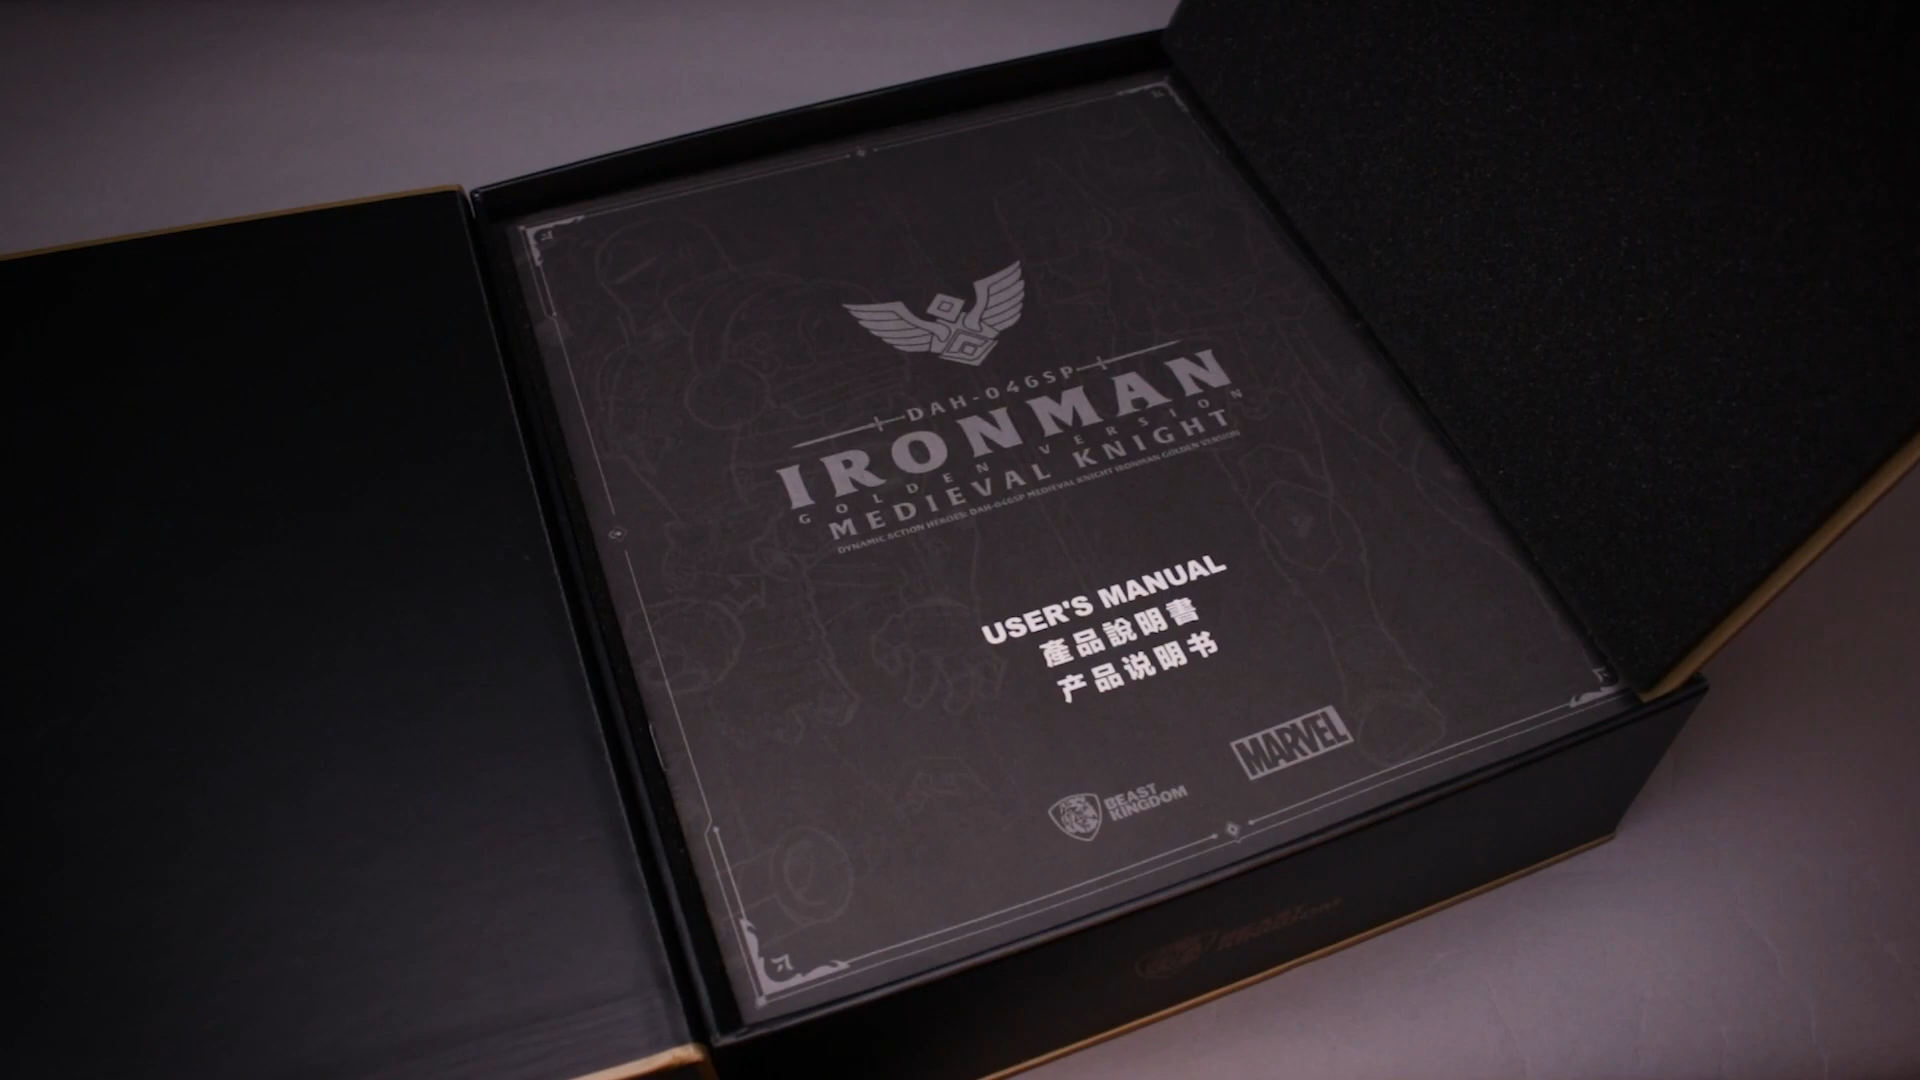 DAH-046SP
IRONMAN
GOLDEN VERSION
MEDIEVAL KNIGHT
DYNAMIC 8CTION HEROES: DAH-046SP MEDIEVAL KNIGHT IRONMAN GOLDEN VERSION
USER'S MANUAL
產品說明書
产品说明书
MARVEL
BEAST
KINGDOM